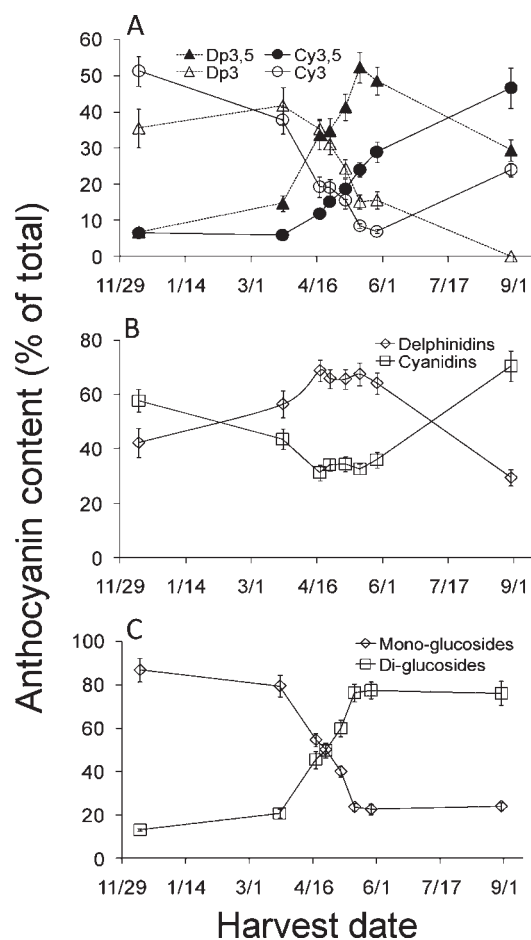 A
60
50
40
30
20
10
0
Dp3,5 Cy3,5
Dp3 Cy3
11/29 1/14 3/1 4/16 6/1 7/17 9/1
B
80
60
40
20
0
Delphinidins
Cyanidins
11/29 1/14 3/1 4/16 6/1 7/17 9/1
C
100
80
60
40
20
0
Mono-glucosides
Di-glucosides
11/29 1/14 3/1 4/16 6/1 7/17 9/1
Anthocyanin content (% of total)
Harvest date